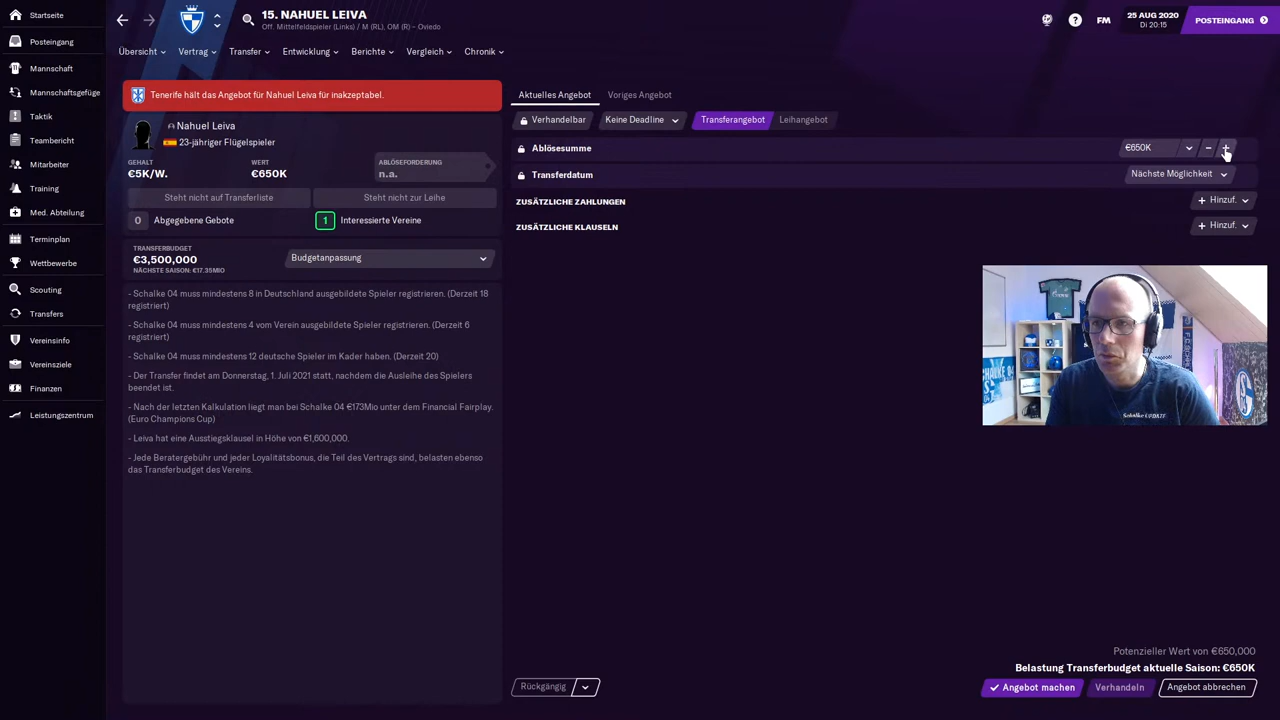 Startseite
Posteingang
Mannschaft
Mannschaftsgefüge
Taktik
Teambericht
Mitarbeiter
Training
Med. Abteilung
Terminplan
Wettbewerbe
Scouting
Transfers
Vereinsinfo
Vereinsziele
Finanzen
Leistungszentrum
15. NAHUEL LEIVA
Off. Mittelfeldspieler (Links) / M (RL), OM (R) - Oviedo
FM
25 AUG 2020
DI 20:15
POSTEINGANG
Übersicht
Vertrag
Transfer
Entwicklung
Berichte
Vergleich
Chronik
Tenerife hält das Angebot für Nahuel Leiva für inakzeptabel.
Nahuel Leiva
23-jähriger Flügelspieler
GEHALT
€5K/W.
WERT
€650K
ABLÖSEFORDERUNG
n.a.
Steht nicht auf Transferliste
Steht nicht zur Leihe
0 Abgegebene Gebote
1 Interessierte Vereine
TRANSFERBUDGET
€3,500,000
NÄCHSTE SAISON: €17.35MIO
Budgetanpassung
- Schalke 04 muss mindestens 8 in Deutschland ausgebildete Spieler registrieren. (Derzeit 18
registriert)
- Schalke 04 muss mindestens 4 vom Verein ausgebildete Spieler registrieren. (Derzeit 6
registriert)
- Schalke 04 muss mindestens 12 deutsche Spieler im Kader haben. (Derzeit 20)
- Der Transfer findet am Donnerstag, 1. Juli 2021 statt, nachdem die Ausleihe des Spielers
beendet ist.
- Nach der letzten Kalkulation liegt man bei Schalke 04 €173Mio unter dem Financial Fairplay.
(Euro Champions Cup)
- Leiva hat eine Ausstiegsklausel in Höhe von €1,600,000.
- Jede Beratergebühr und jeder Loyalitätsbonus, die Teil des Vertrags sind, belasten ebenso
das Transferbudget des Vereins.
Aktuelles Angebot
Voriges Angebot
Verhandelbar
Keine Deadline
Transferangebot
Leihangebot
Ablösesumme
€650K
Transferdatum
Nächste Möglichkeit
ZUSÄTZLICHE ZAHLUNGEN
+ Hinzuf.
ZUSÄTZLICHE KLAUSELN
+ Hinzuf.
Schalke UPDATE
Potenzieller Wert von €650,000
Belastung Transferbudget aktuelle Saison: €650K
Rückgängig
Angebot machen
Verhandeln
Angebot abbrechen